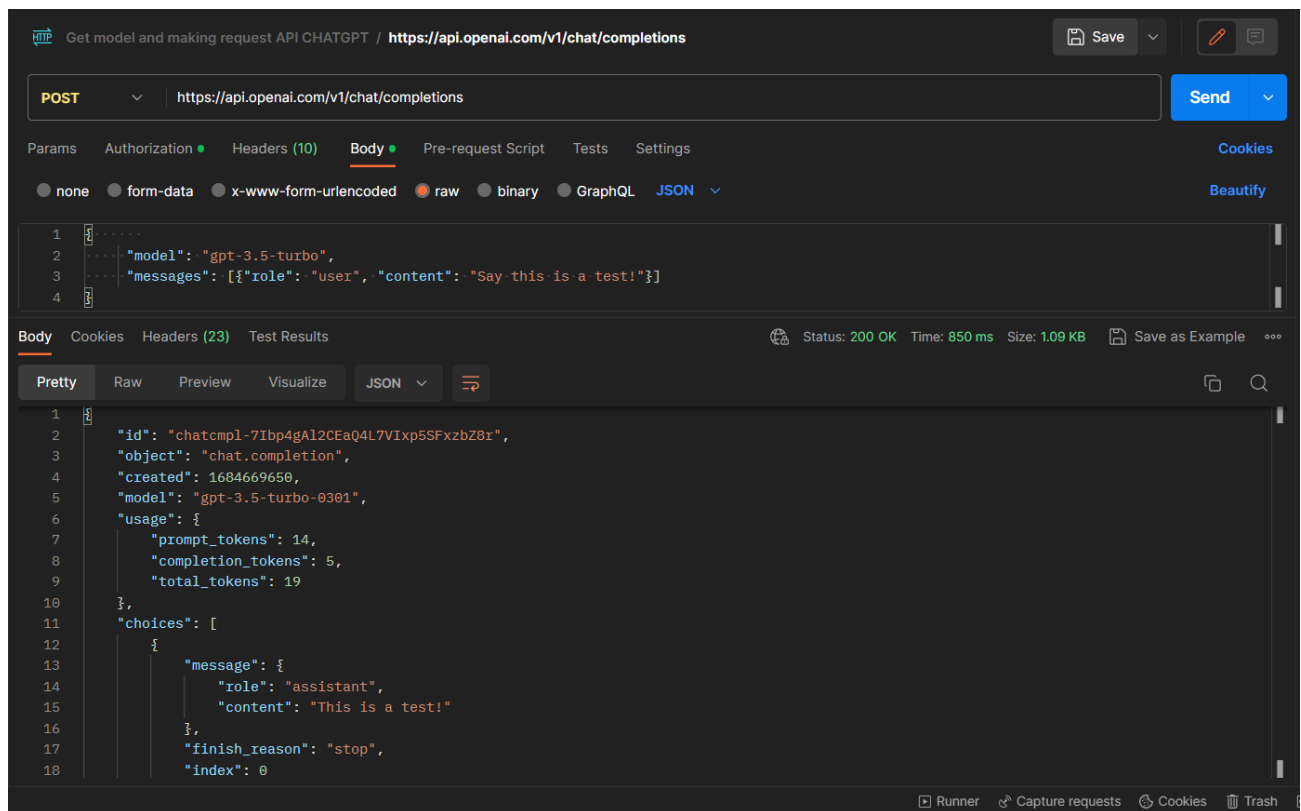 HTTP Get model and making request API CHATGPT / https://api.openai.com/v1/chat/completions Save
POST https://api.openai.com/v1/chat/completions Send
Params Authorization Headers (10) Body Pre-request Script Tests Settings Cookies
none form-data x-www-form-urlencoded raw binary GraphQL JSON Beautify
1 {
2 "model": "gpt-3.5-turbo",
3 "messages": [{"role": "user", "content": "Say this is a test!"}]
4 }
Body Cookies Headers (23) Test Results Status: 200 OK Time: 850 ms Size: 1.09 KB Save as Example
Pretty Raw Preview Visualize JSON
1 {
2 "id": "chatcmpl-7Ibp4gAl2CEaQ4L7VIxp5SFxzbZ8r",
3 "object": "chat.completion",
4 "created": 1684669650,
5 "model": "gpt-3.5-turbo-0301",
6 "usage": {
7 "prompt_tokens": 14,
8 "completion_tokens": 5,
9 "total_tokens": 19
10 },
11 "choices": [
12 {
13 "message": {
14 "role": "assistant",
15 "content": "This is a test!"
16 },
17 "finish_reason": "stop",
18 "index": 0
Runner Capture requests Cookies Trash